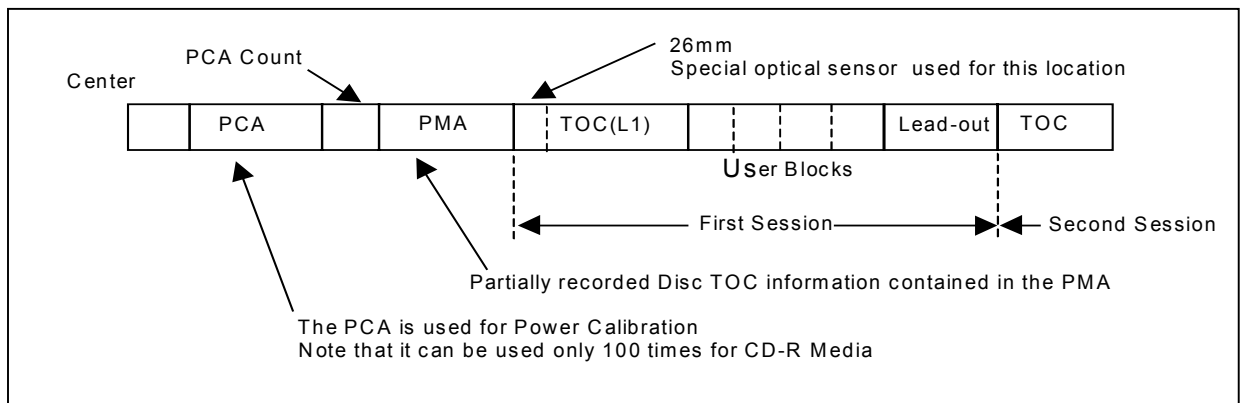 26mm
PCA Count
Special optical sensor used for this location
Center
PCA
PMA
TOC(L1)
Lead-out
TOC
User Blocks
First Session
Second Session
Partially recorded Disc TOC information contained in the PMA
The PCA is used for Power Calibration
Note that it can be used only 100 times for CD-R Media